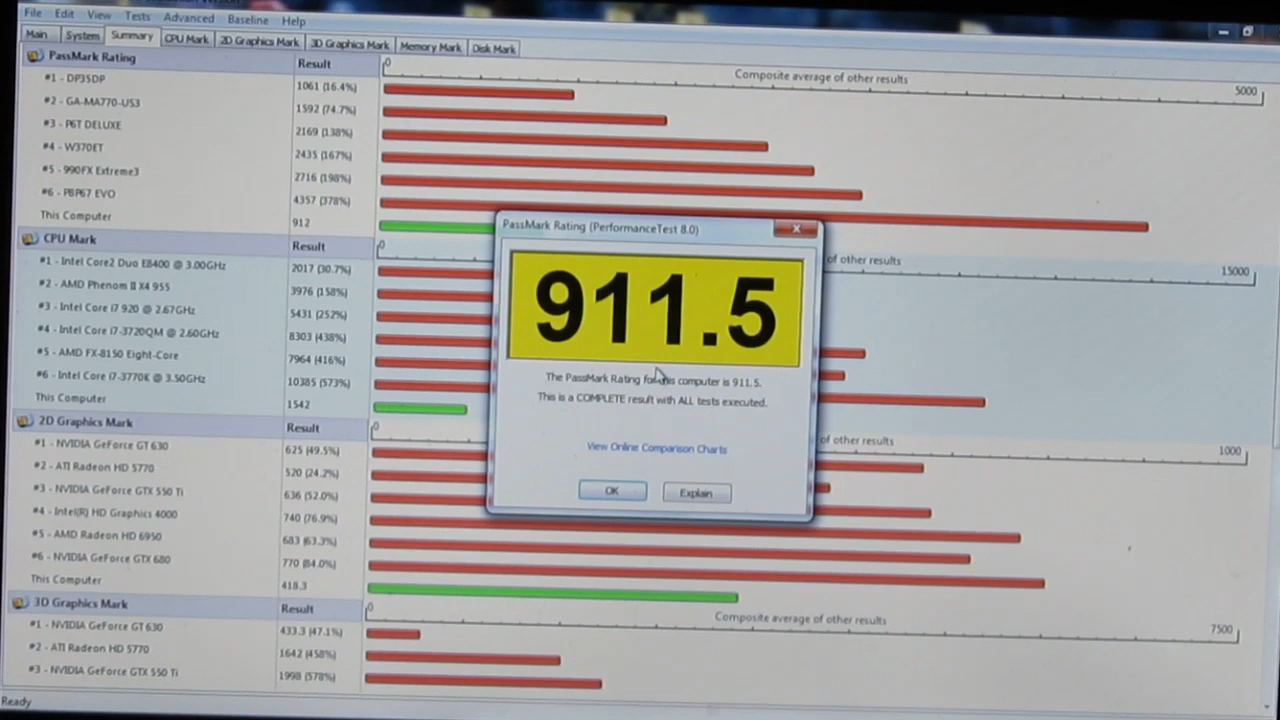 File Edit View Tests Advanced Baseline Help
Main System Summary CPU Mark 2D Graphics Mark 3D Graphics Mark Memory Mark Disk Mark
PassMark Rating Result 0 Composite average of other results 5000
#1 - DP35DP 1061 (16.4%)
#2 - GA-MA770-US3 1592 (74.7%)
#3 - P6T DELUXE 2169 (138%)
#4 - W370ET 2435 (167%)
#5 - 990FX Extreme3 2716 (198%)
#6 - P8P67 EVO 4357 (378%)
This Computer 912
CPU Mark Result 0 of other results 15000
#1 - Intel Core2 Duo E8400 @ 3.00GHz 2017 (30.7%)
#2 - AMD Phenom II X4 955 3976 (158%)
#3 - Intel Core i7 920 @ 2.67GHz 5431 (252%)
#4 - Intel Core i7-3720QM @ 2.60GHz 8303 (438%)
#5 - AMD FX-8150 Eight-Core 7964 (416%)
#6 - Intel Core i7-3770K @ 3.50GHz 10385 (573%)
This Computer 1542
2D Graphics Mark Result 0 of other results 1000
#1 - NVIDIA GeForce GT 630 625 (49.5%)
#2 - ATI Radeon HD 5770 520 (24.2%)
#3 - NVIDIA GeForce GTX 550 Ti 636 (52.0%)
#4 - Intel(R) HD Graphics 4000 740 (76.9%)
#5 - AMD Radeon HD 6950 683 (63.3%)
#6 - NVIDIA GeForce GTX 680 770 (84.0%)
This Computer 418.3
3D Graphics Mark Result 0 Composite average of other results 7500
#1 - NVIDIA GeForce GT 630 433.3 (47.1%)
#2 - ATI Radeon HD 5770 1642 (458%)
#3 - NVIDIA GeForce GTX 550 Ti 1998 (578%)
Ready
PassMark Rating (PerformanceTest 8.0)
911.5
The PassMark Rating for this computer is 911.5.
This is a COMPLETE result with ALL tests executed.
View Online Comparison Charts
OK Explain